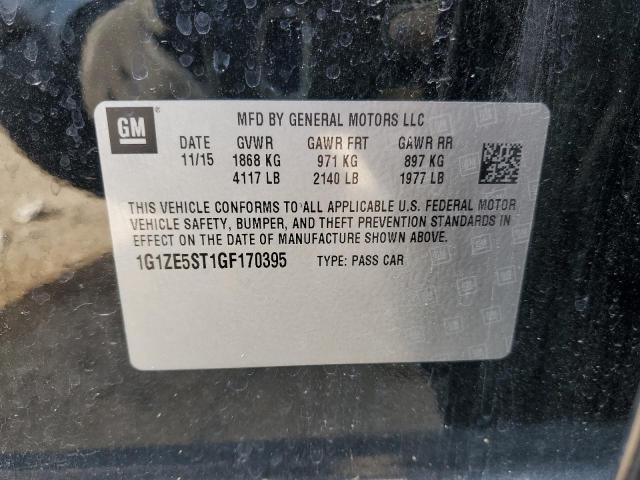 GM
MFD BY GENERAL MOTORS LLC
DATE GVWR GAWR FRT GAWR RR
11/15 1868 KG 971 KG 897 KG
4117 LB 2140 LB 1977 LB
THIS VEHICLE CONFORMS TO ALL APPLICABLE U.S. FEDERAL MOTOR
VEHICLE SAFETY, BUMPER, AND THEFT PREVENTION STANDARDS IN
EFFECT ON THE DATE OF MANUFACTURE SHOWN ABOVE.
1G1ZE5ST1GF170395 TYPE: PASS CAR